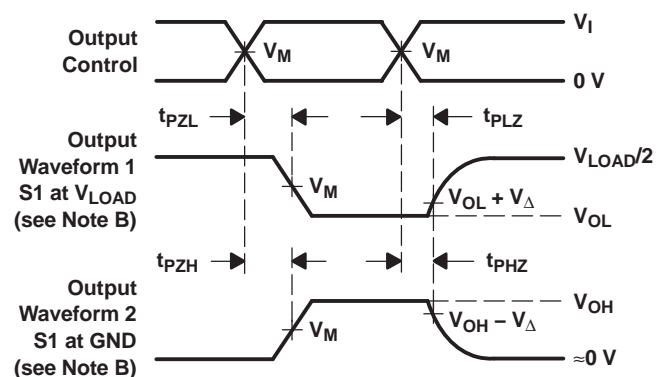 Output
Control
V_M
V_M
V_I
0 V
t_PZL
t_PLZ
Output
Waveform 1
S1 at V_LOAD
(see Note B)
V_M
V_LOAD/2
V_OL + V_Δ
V_OL
t_PZH
t_PHZ
Output
Waveform 2
S1 at GND
(see Note B)
V_M
V_OH
V_OH – V_Δ
≈0 V